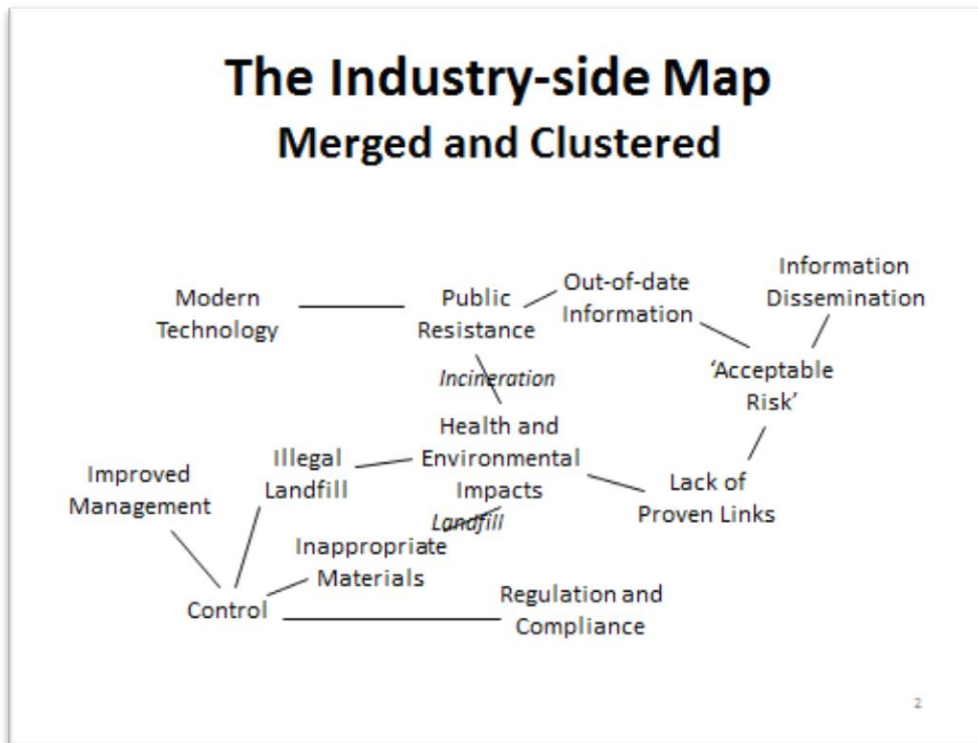 The Industry-side Map
Merged and Clustered
Information
Dissemination
Out-of-date
Information
Modern
Technology
Public
Resistance
'Acceptable
Risk'
Incineration
Health and
Environmental
Impacts
Illegal
Landfill
Improved
Management
Lack of
Proven Links
Landfill
Inappropriate
Materials
Control
Regulation and
Compliance
2